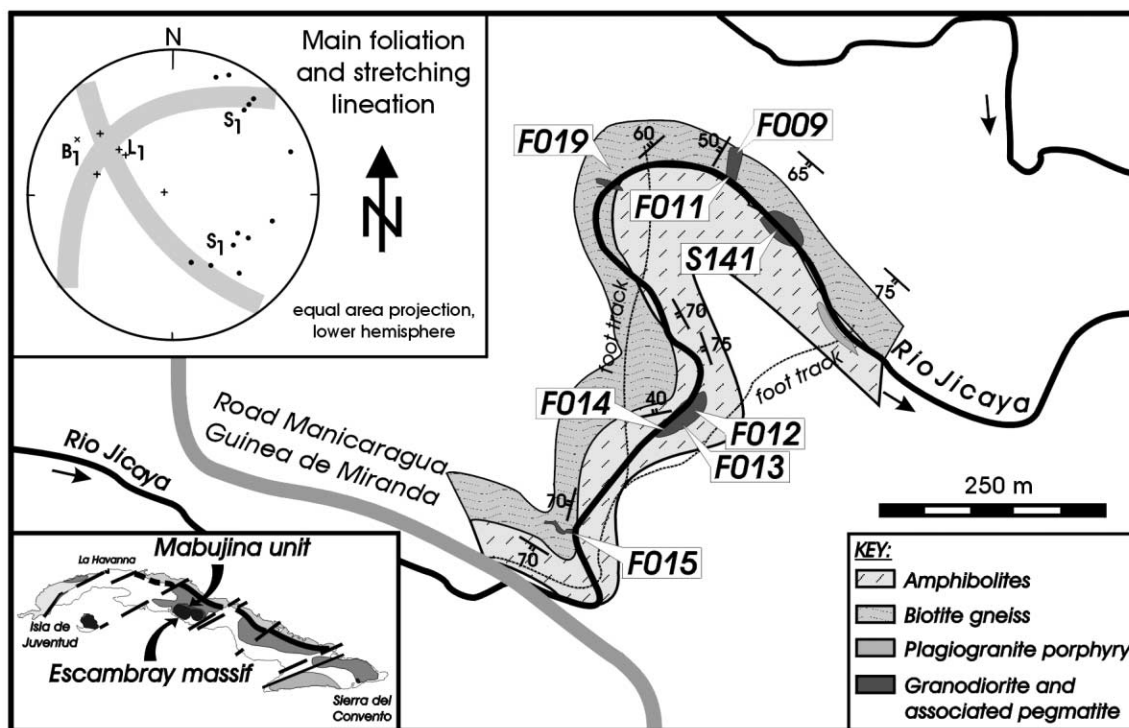 N
Main foliation
and stretching
lineation
S1
B1
L1
S1
N
equal area projection,
lower hemisphere
F019
60
50
F009
65
F011
S141
75
70
75
foot track
foot track
Rio Jicaya
40
F014
F012
F013
Road Manicaragua
Guinea de Miranda
Rio Jicaya
70
70
F015
250 m
Mabujina unit
La Havanna
Isla de
Juventud
Escambray massif
Sierra del
Convento
KEY:
Amphibolites
Biotite gneiss
Plagiogranite porphyry
Granodiorite and
associated pegmatite